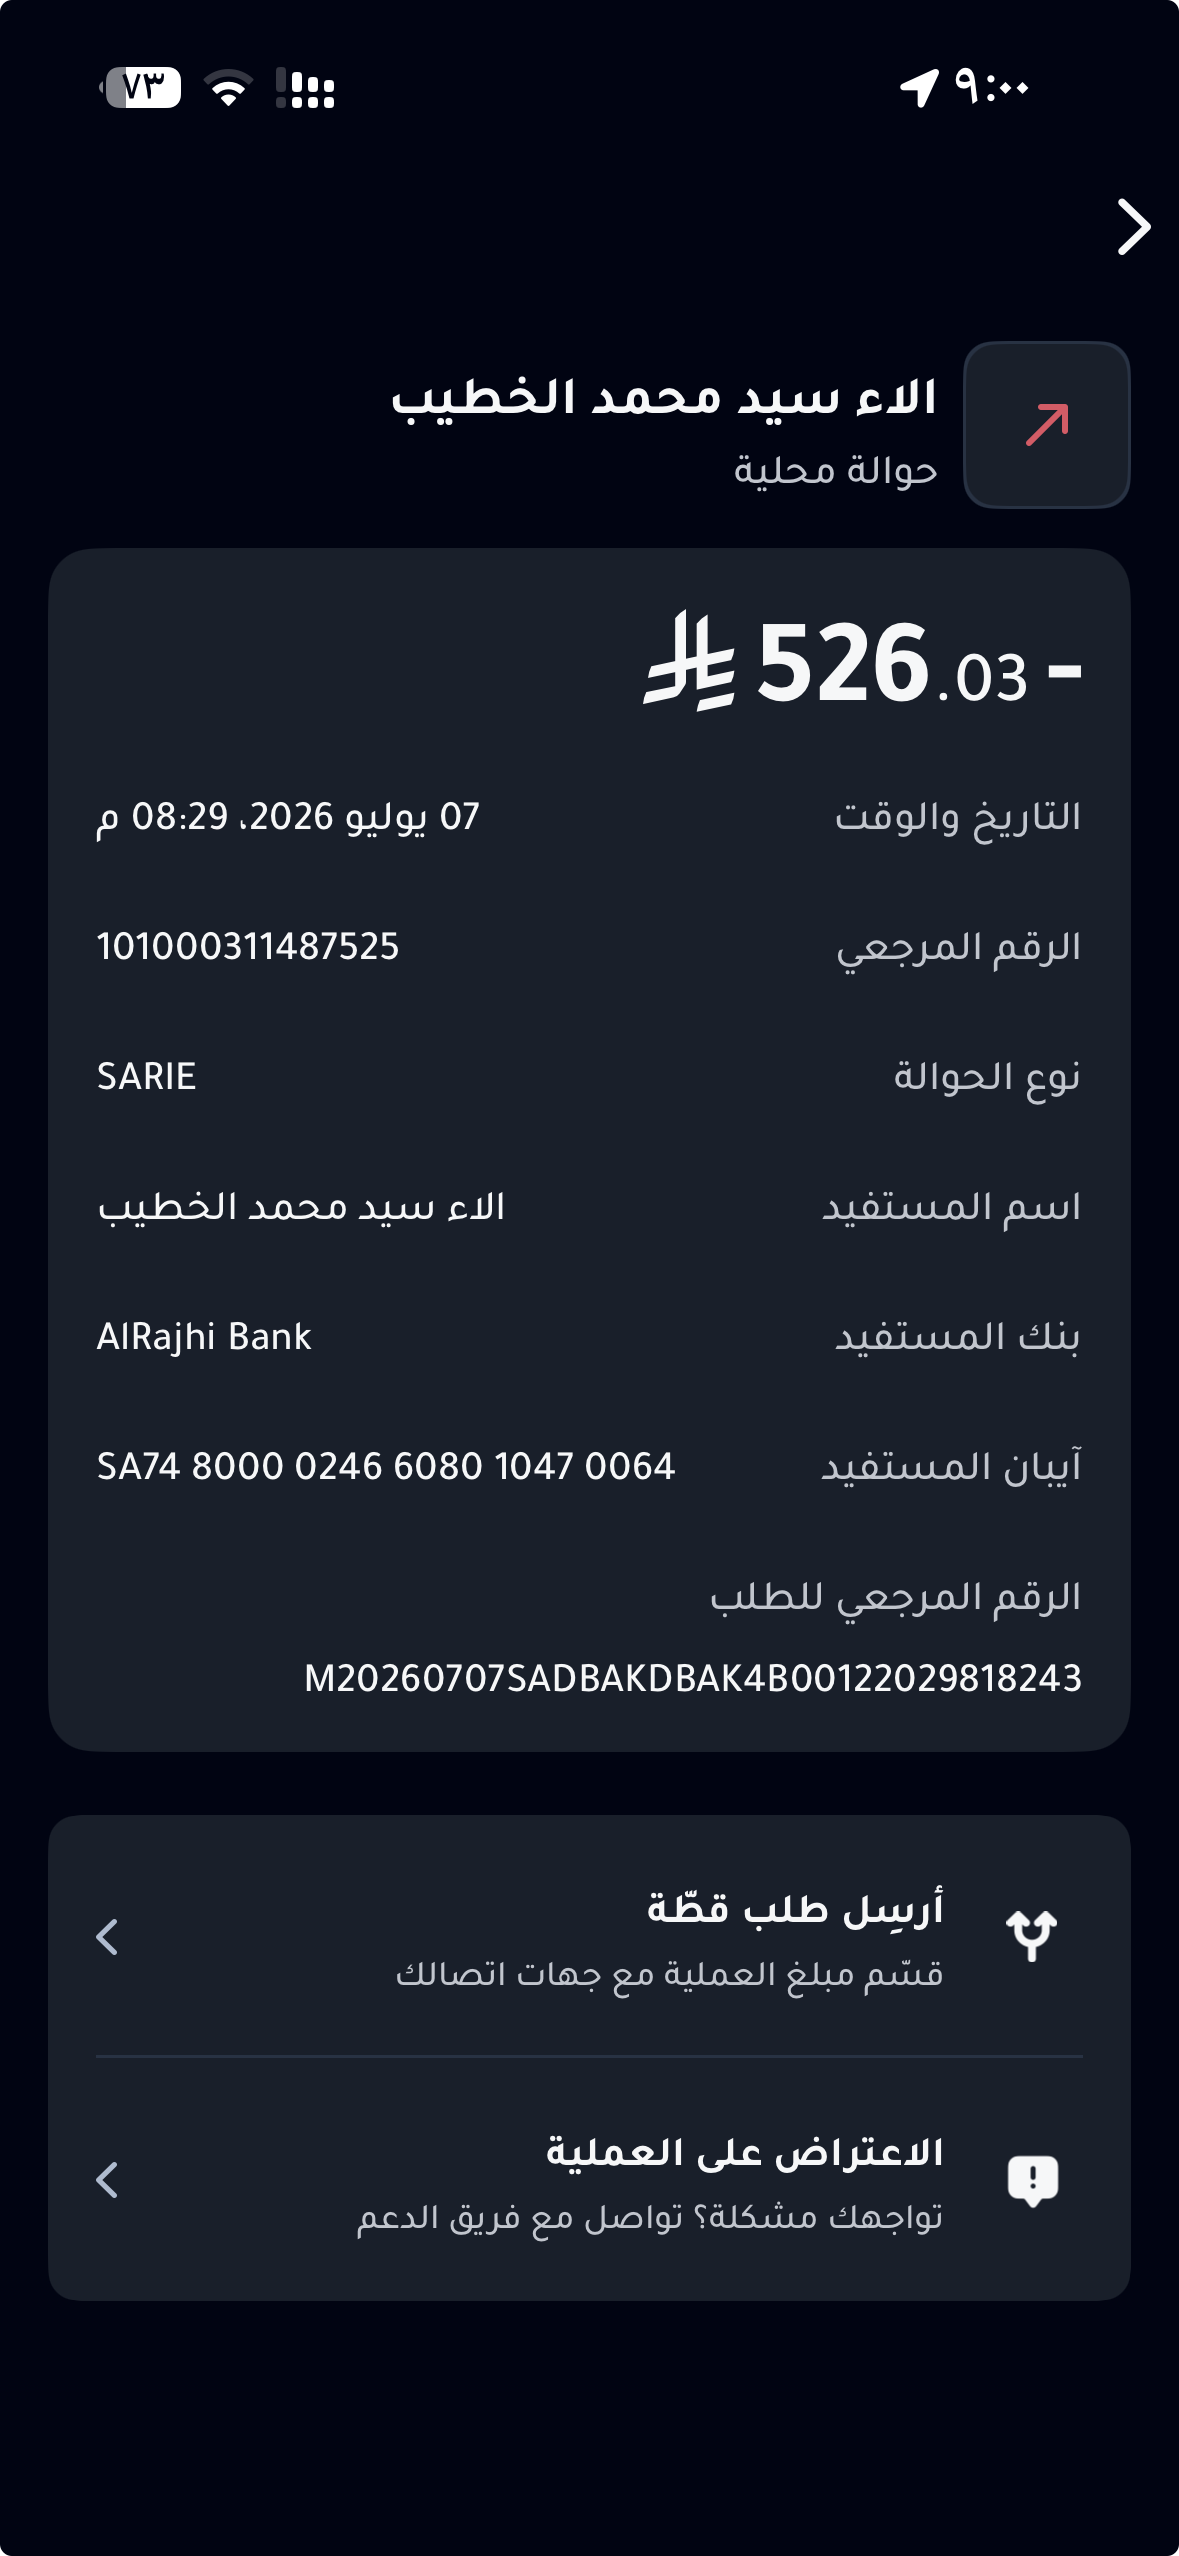 ٩:٠٠
٧٣
الاء سيد محمد الخطيب
حوالة محلية
- 526.03 ⃁
التاريخ والوقت 07 يوليو 2026، 08:29 م
الرقم المرجعي 101000311487525
نوع الحوالة SARIE
اسم المستفيد الاء سيد محمد الخطيب
بنك المستفيد AlRajhi Bank
آيبان المستفيد SA74 8000 0246 6080 1047 0064
الرقم المرجعي للطلب
M20260707SADBAKDBAK4B00122029818243
أرسِل طلب قطّة
قسّم مبلغ العملية مع جهات اتصالك
الاعتراض على العملية
تواجهك مشكلة؟ تواصل مع فريق الدعم